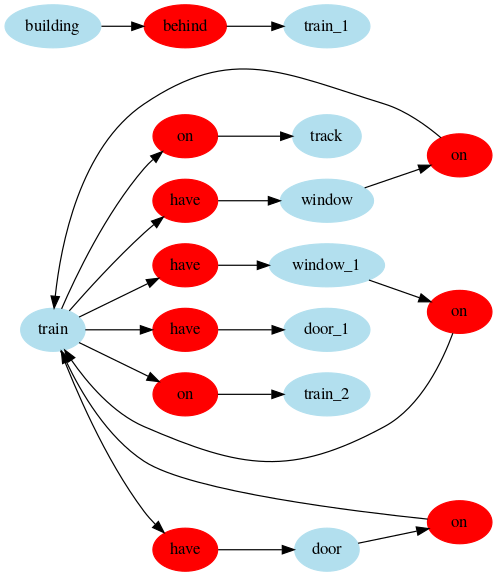 building behind train_1
on track
on
have window
have window_1
on
train have door_1
on train_2
on
have door